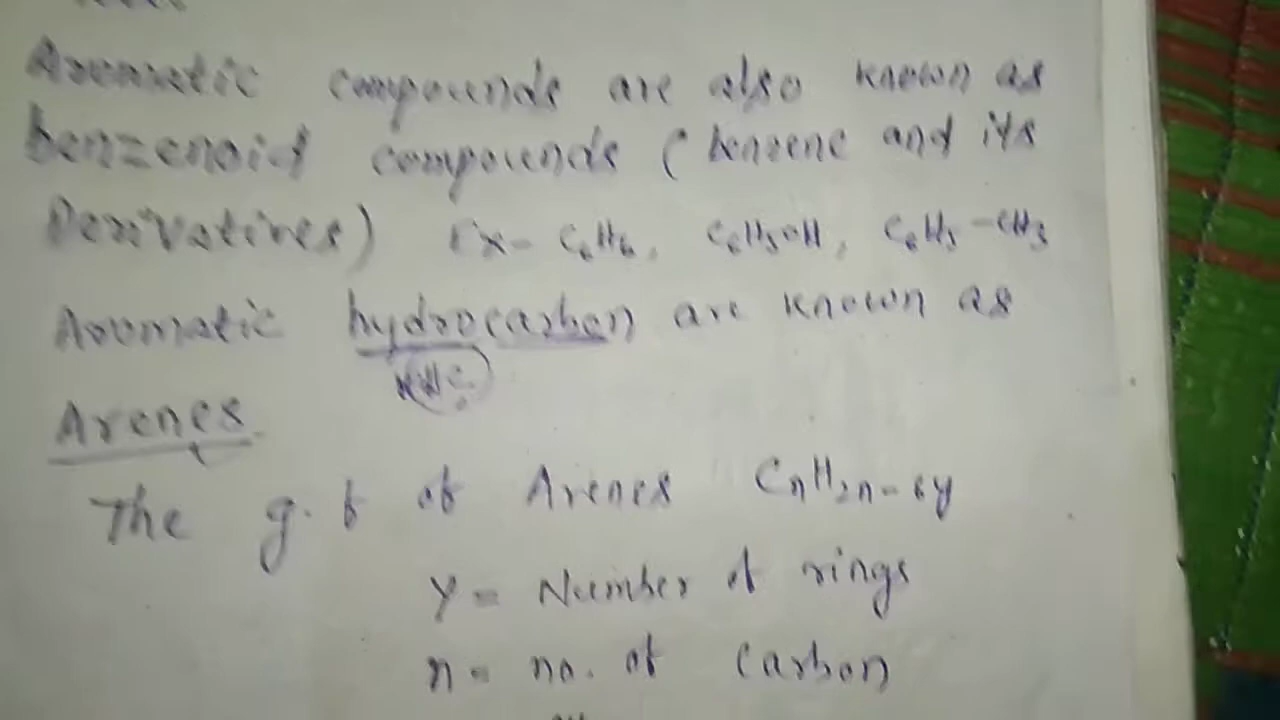 Aromatic compounds are also known as
benzenoid compounds (benzene and its
Derivatives) Ex- C₆H₆, C₆H₅OH, C₆H₅-CH₃
Aromatic hydrocarbon are known as
Arenes
The g.f of Arenes CₙH₂ₙ₋₆y
y = Number of rings
n = no. of carbon